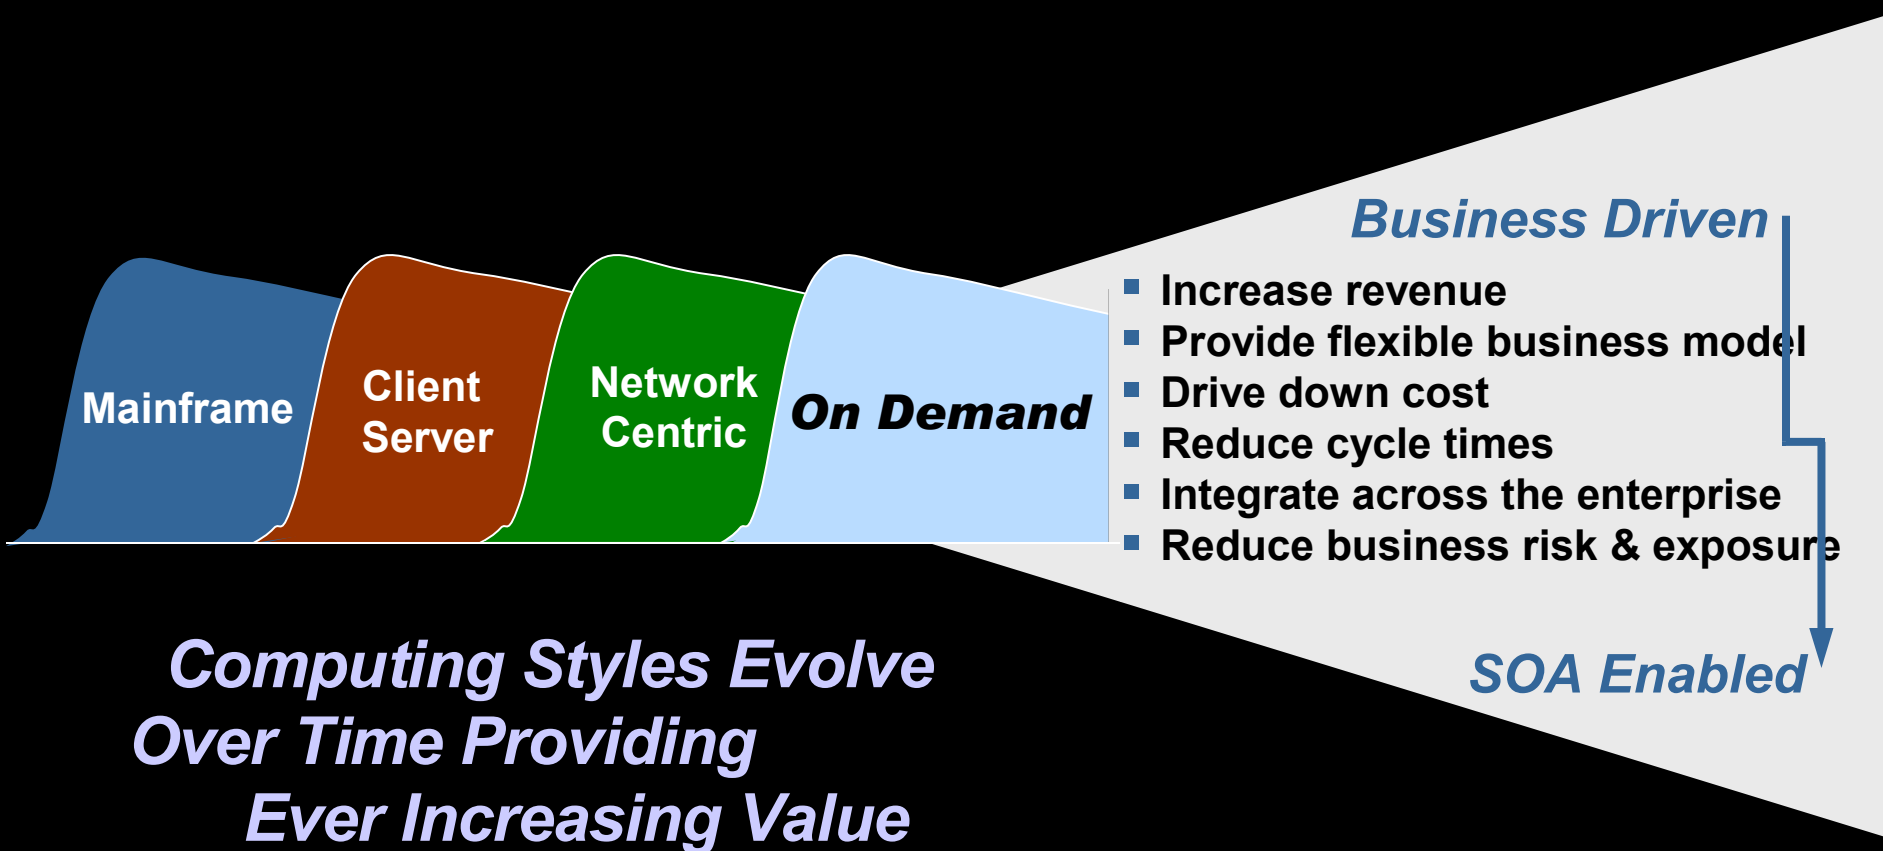 Business Driven
Increase revenue
Provide flexible business model
Drive down cost
Reduce cycle times
Integrate across the enterprise
Reduce business risk & exposure
SOA Enabled
Mainframe
Client
Server
Network
Centric
On Demand
Computing Styles Evolve
Over Time Providing
Ever Increasing Value